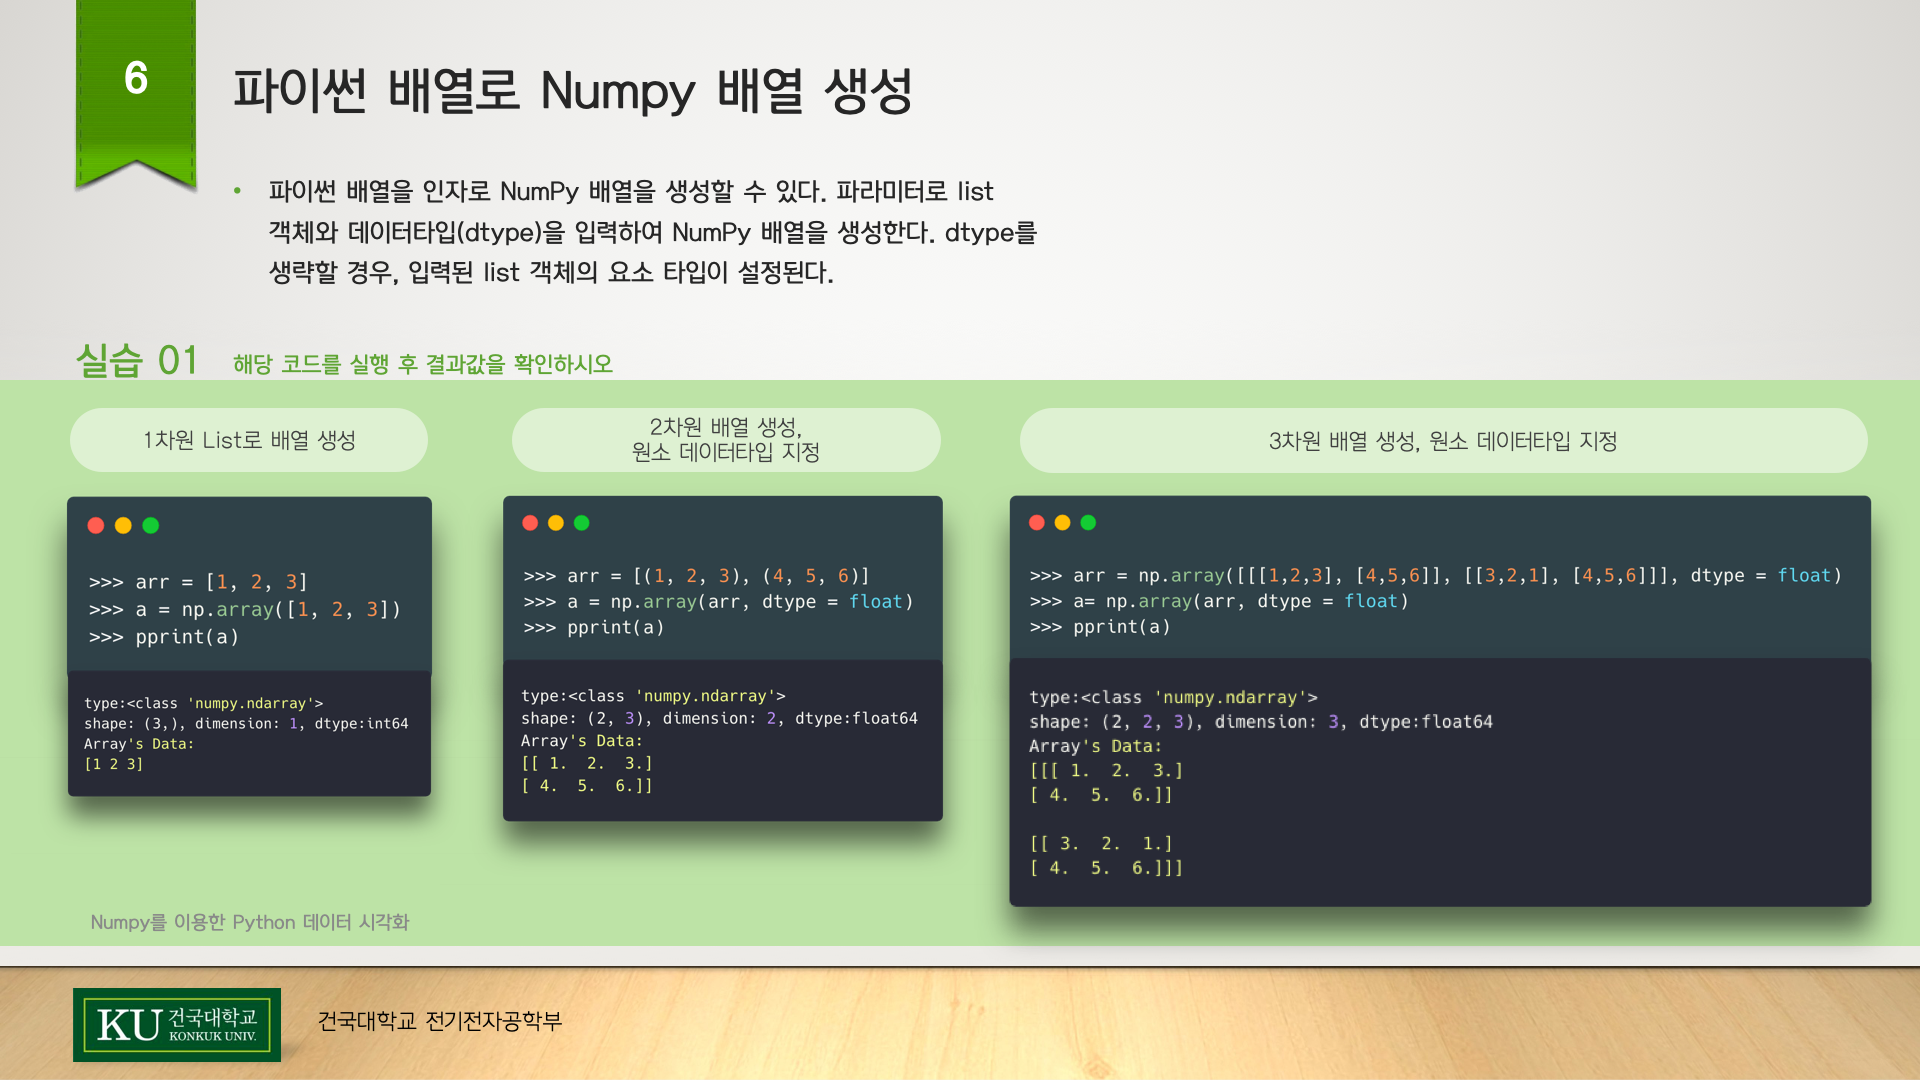 6
파이썬 배열로 Numpy 배열 생성
• 파이썬 배열을 인자로 NumPy 배열을 생성할 수 있다. 파라미터로 list
객체와 데이터타입(dtype)을 입력하여 NumPy 배열을 생성한다. dtype를
생략할 경우, 입력된 list 객체의 요소 타입이 설정된다.
실습 01 해당 코드를 실행 후 결과값을 확인하시오
1차원 List로 배열 생성
>>> arr = [1, 2, 3]
>>> a = np.array([1, 2, 3])
>>> pprint(a)
type:<class 'numpy.ndarray'>
shape: (3,), dimension: 1, dtype:int64
Array's Data:
[1 2 3]
2차원 배열 생성,
원소 데이터타입 지정
>>> arr = [(1, 2, 3), (4, 5, 6)]
>>> a = np.array(arr, dtype = float)
>>> pprint(a)
type:<class 'numpy.ndarray'>
shape: (2, 3), dimension: 2, dtype:float64
Array's Data:
[[ 1.  2.  3.]
[ 4.  5.  6.]]
3차원 배열 생성, 원소 데이터타입 지정
>>> arr = np.array([[[1,2,3], [4,5,6]], [[3,2,1], [4,5,6]]], dtype = float)
>>> a= np.array(arr, dtype = float)
>>> pprint(a)
type:<class 'numpy.ndarray'>
shape: (2, 2, 3), dimension: 3, dtype:float64
Array's Data:
[[[ 1.  2.  3.]
[ 4.  5.  6.]]
[[ 3.  2.  1.]
[ 4.  5.  6.]]]
Numpy를 이용한 Python 데이터 시각화
KU 건국대학교
KONKUK UNIV.
건국대학교 전기전자공학부